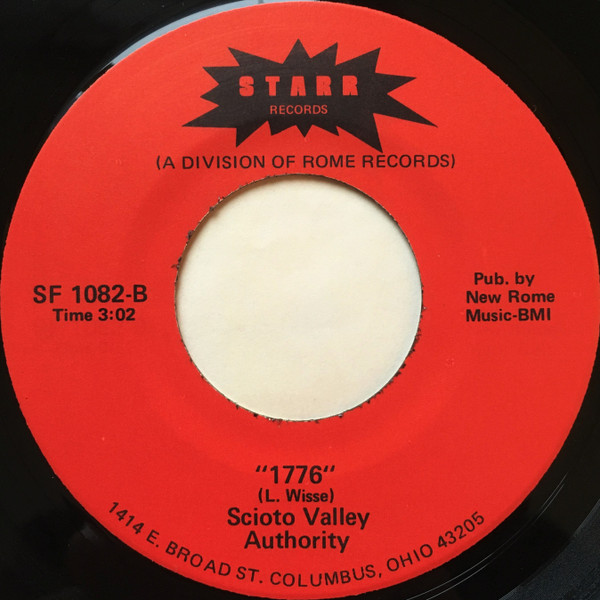 STARR
RECORDS
(A DIVISION OF ROME RECORDS)
SF 1082-B
Time 3:02
Pub. by
New Rome
Music-BMI
"1776"
(L. Wisse)
Scioto Valley
Authority
1414 E. BROAD ST. COLUMBUS, OHIO 43205